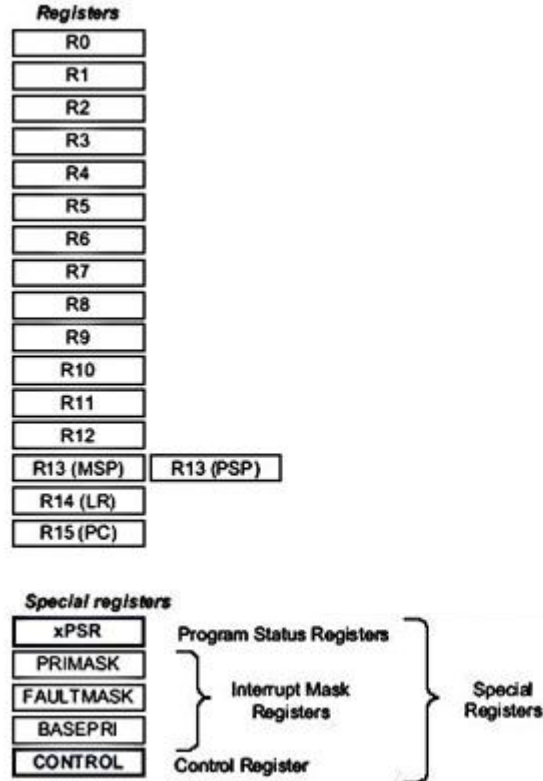 Registers
R0
R1
R2
R3
R4
R5
R6
R7
R8
R9
R10
R11
R12
R13 (MSP) R13 (PSP)
R14 (LR)
R15 (PC)
Special registers
xPSR Program Status Registers
PRIMASK
FAULTMASK
BASEPRI
Interrupt Mask
Registers
CONTROL Control Register
Special
Registers